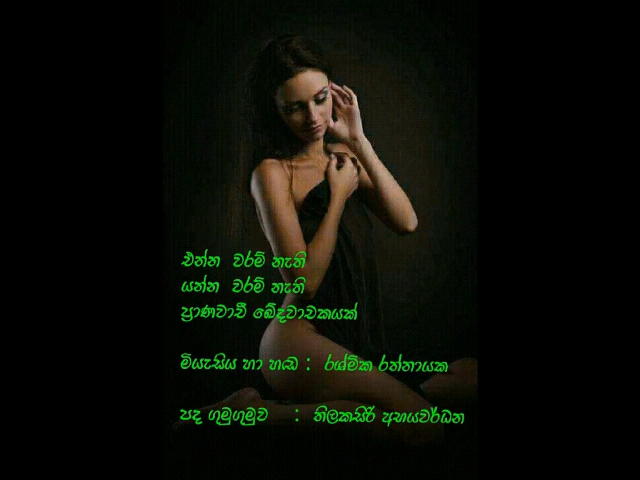 එන්න වරම් නැති
යන්න වරම් නැති
ප්‍රාණවාචී ඛේදවාචකයක්
මියැසිය හා හඬ : රශ්මික රත්නායක
පද ගුමුගුමුව : තිලකසිරි අභයවර්ධන